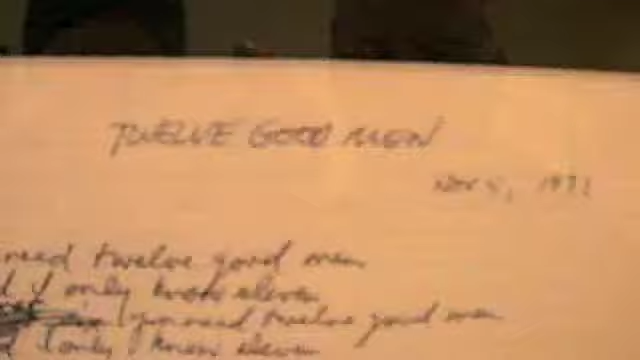 TWELVE GOOD MEN
NOV 5, 1971
need twelve good men
I only know eleven
you need twelve good men
I only know eleven